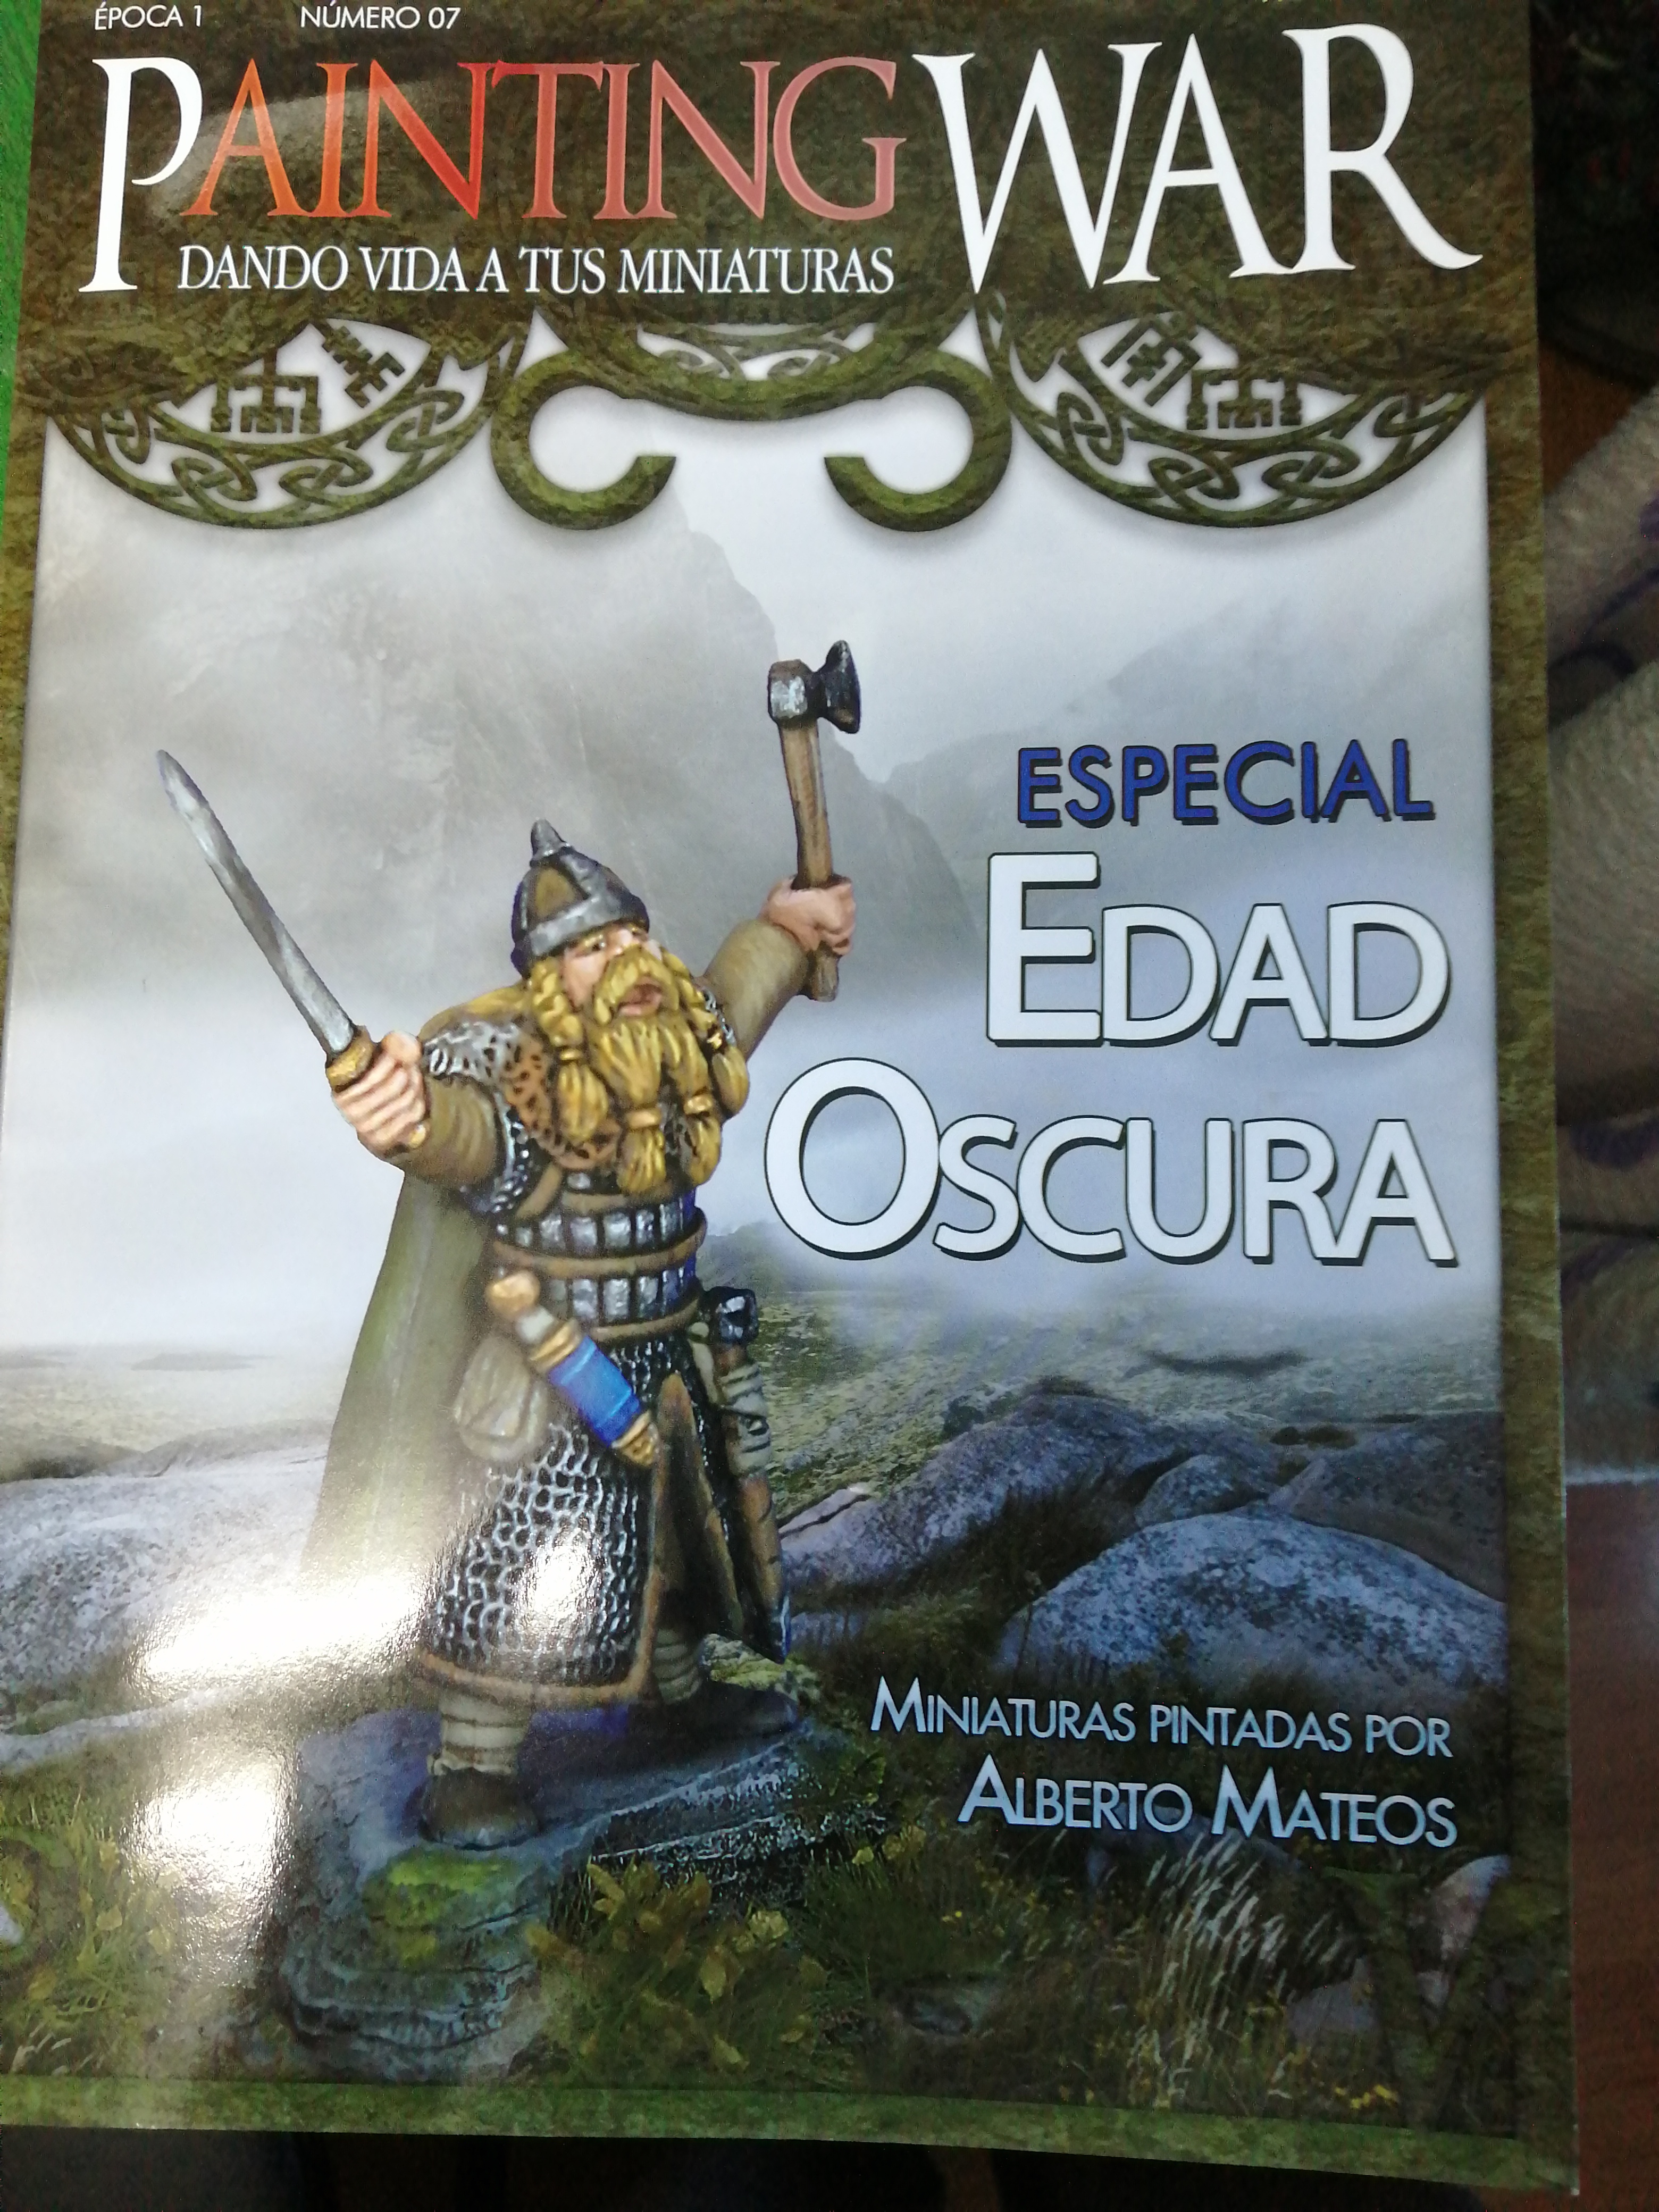 ÉPOCA 1 NÚMERO 07
PAINTING WAR
DANDO VIDA A TUS MINIATURAS
ESPECIAL
EDAD
OSCURA
MINIATURAS PINTADAS POR
ALBERTO MATEOS